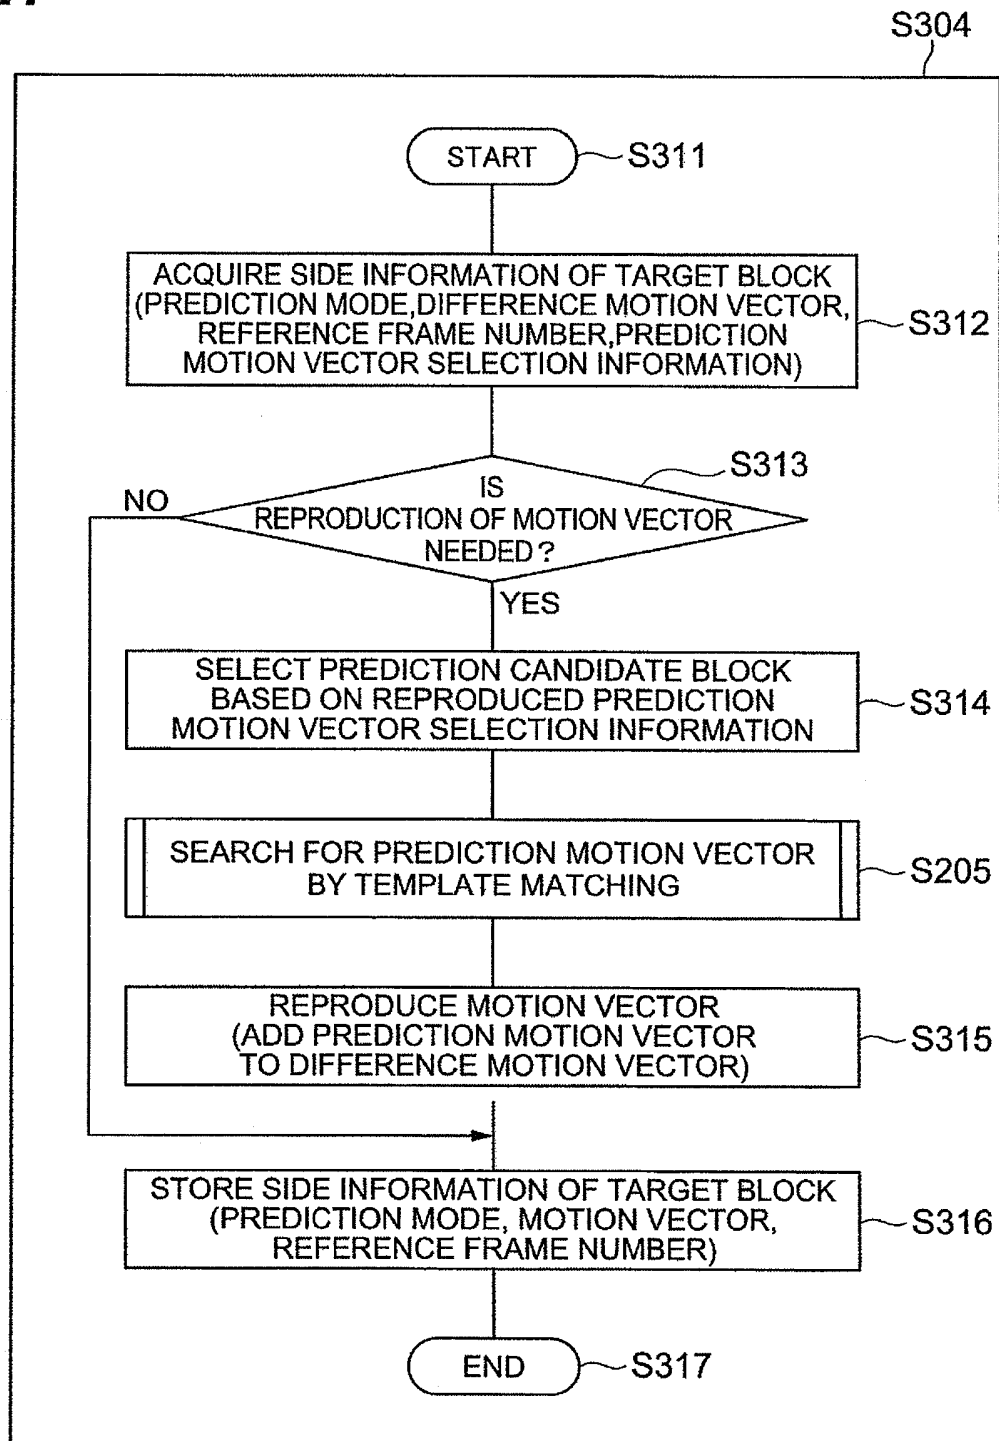 S304
START
S311
ACQUIRE SIDE INFORMATION OF TARGET BLOCK
(PREDICTION MODE,DIFFERENCE MOTION VECTOR,
REFERENCE FRAME NUMBER,PREDICTION
MOTION VECTOR SELECTION INFORMATION)
S312
S313
IS
REPRODUCTION OF MOTION VECTOR
NEEDED?
NO
YES
SELECT PREDICTION CANDIDATE BLOCK
BASED ON REPRODUCED PREDICTION
MOTION VECTOR SELECTION INFORMATION
S314
SEARCH FOR PREDICTION MOTION VECTOR
BY TEMPLATE MATCHING
S205
REPRODUCE MOTION VECTOR
(ADD PREDICTION MOTION VECTOR
TO DIFFERENCE MOTION VECTOR)
S315
STORE SIDE INFORMATION OF TARGET BLOCK
(PREDICTION MODE, MOTION VECTOR,
REFERENCE FRAME NUMBER)
S316
END
S317